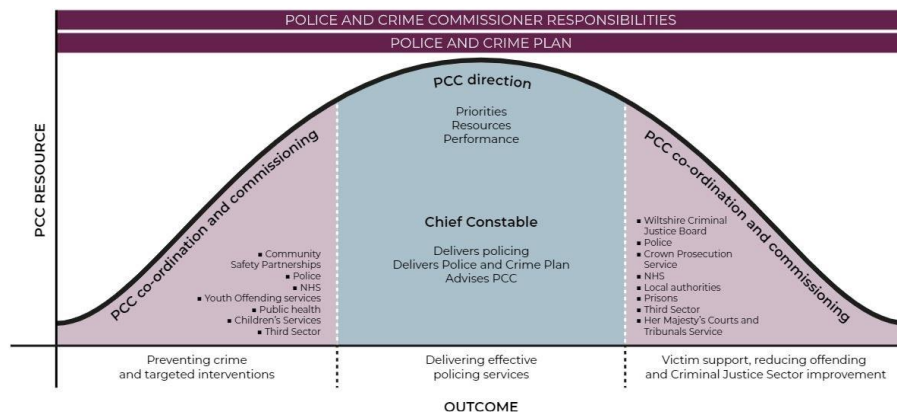 POLICE AND CRIME COMMISSIONER RESPONSIBILITIES
POLICE AND CRIME PLAN
PCC RESOURCE
PCC co-ordination and commissioning
▪ Community
Safety Partnerships
▪ Police
▪ NHS
▪ Youth Offending services
▪ Public health
▪ Children's Services
▪ Third Sector
PCC direction
Priorities
Resources
Performance
Chief Constable
Delivers policing
Delivers Police and Crime Plan
Advises PCC
PCC co-ordination and commissioning
▪ Wiltshire Criminal
Justice Board
▪ Police
▪ Crown Prosecution
Service
▪ NHS
▪ Local authorities
▪ Prisons
▪ Third Sector
▪ Her Majesty's Courts and
Tribunals Service
Preventing crime
and targeted interventions
Delivering effective
policing services
Victim support, reducing offending
and Criminal Justice Sector improvement
OUTCOME